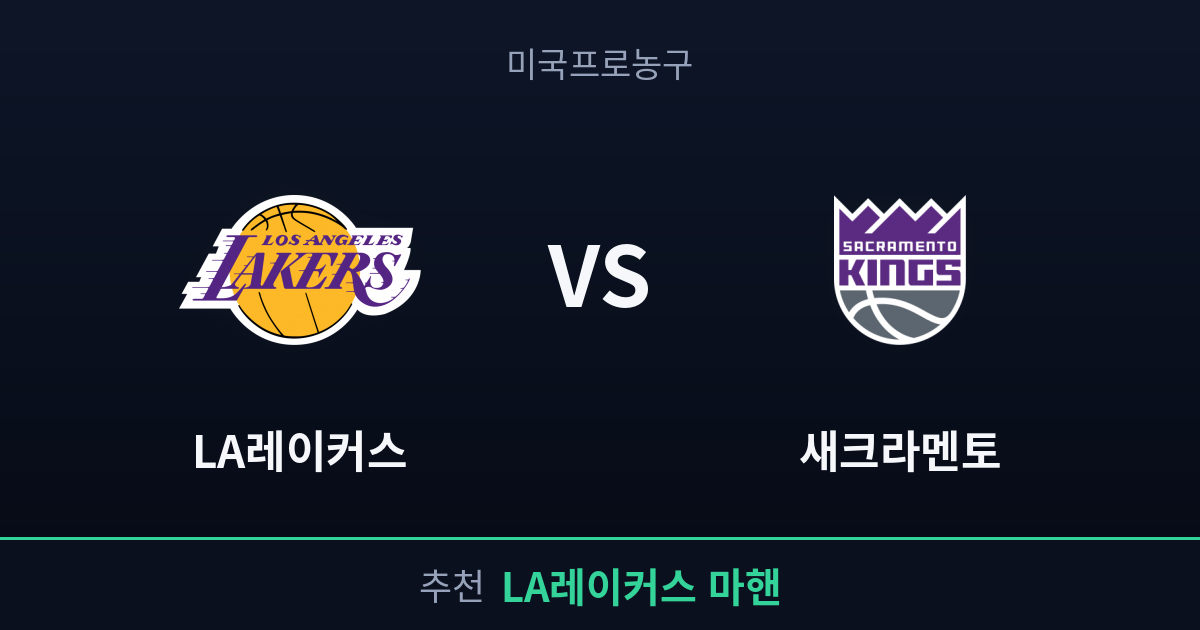 미국프로농구
LOS ANGELES
LAKERS
VS
SACRAMENTO
KINGS
LA레이커스
새크라멘토
추천 LA레이커스 마핸